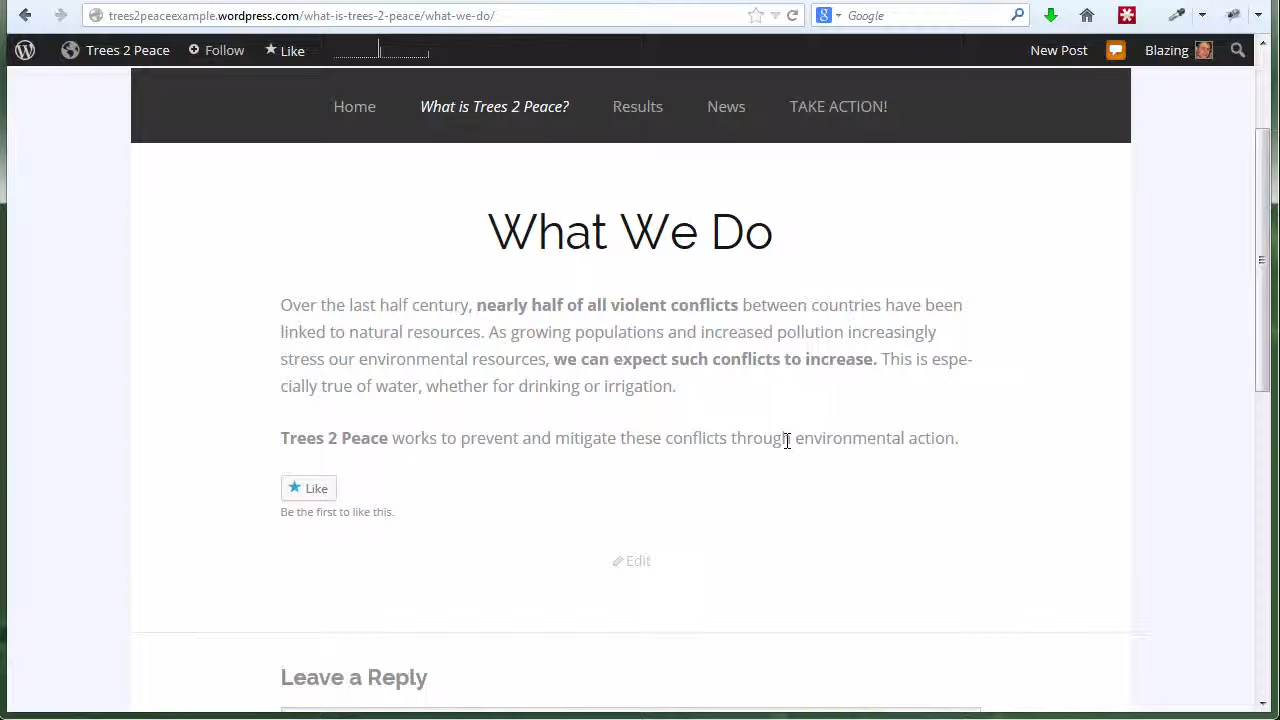 trees2peaceexample.wordpress.com/what-is-trees-2-peace/what-we-do/
Google
Trees 2 Peace Follow Like New Post Blazing
Home What is Trees 2 Peace? Results News TAKE ACTION!
What We Do
Over the last half century, nearly half of all violent conflicts between countries have been
linked to natural resources. As growing populations and increased pollution increasingly
stress our environmental resources, we can expect such conflicts to increase. This is espe-
cially true of water, whether for drinking or irrigation.
Trees 2 Peace works to prevent and mitigate these conflicts through environmental action.
Like
Be the first to like this.
Edit
Leave a Reply